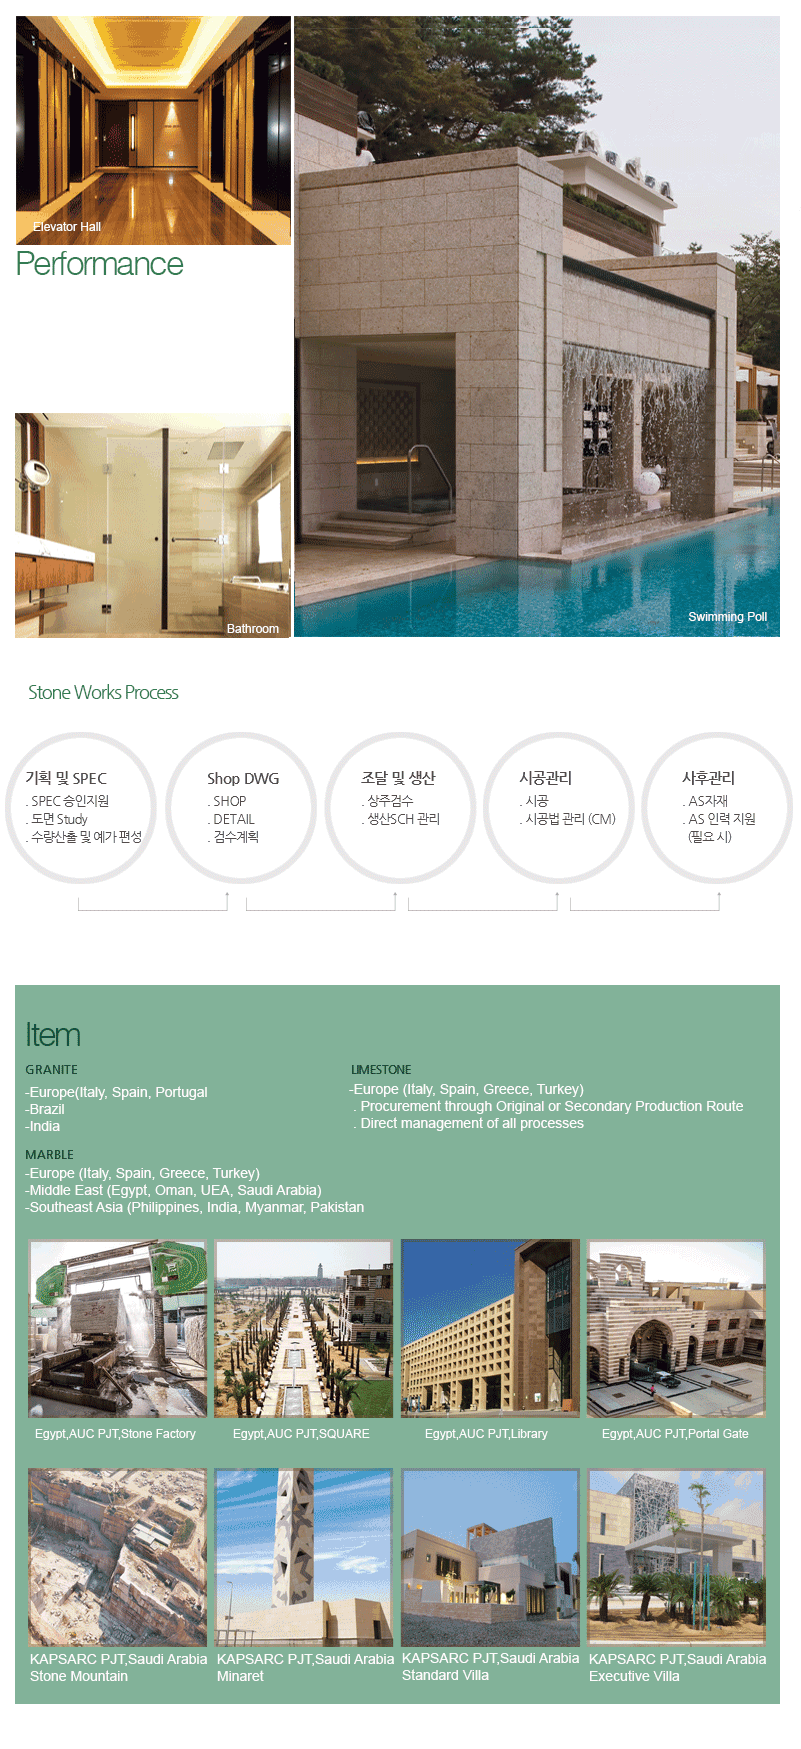 Elevator Hall
Performance
Bathroom
Swimming Poll
Stone Works Process
기획 및 SPEC
. SPEC 승인지원
. 도면 Study
. 수량산출 및 예가 편성
Shop DWG
. SHOP
. DETAIL
. 검수계획
조달 및 생산
. 상주검수
. 생산SCH 관리
시공관리
. 시공
. 시공법 관리 (CM)
사후관리
. AS자재
. AS 인력 지원
(필요 시)
Item
GRANITE
-Europe(Italy, Spain, Portugal
-Brazil
-India
LIMESTONE
-Europe (Italy, Spain, Greece, Turkey)
. Procurement through Original or Secondary Production Route
. Direct management of all processes
MARBLE
-Europe (Italy, Spain, Greece, Turkey)
-Middle East (Egypt, Oman, UEA, Saudi Arabia)
-Southeast Asia (Philippines, India, Myanmar, Pakistan
Egypt,AUC PJT,Stone Factory
Egypt,AUC PJT,SQUARE
Egypt,AUC PJT,Library
Egypt,AUC PJT,Portal Gate
KAPSARC PJT,Saudi Arabia
Stone Mountain
KAPSARC PJT,Saudi Arabia
Minaret
KAPSARC PJT,Saudi Arabia
Standard Villa
KAPSARC PJT,Saudi Arabia
Executive Villa